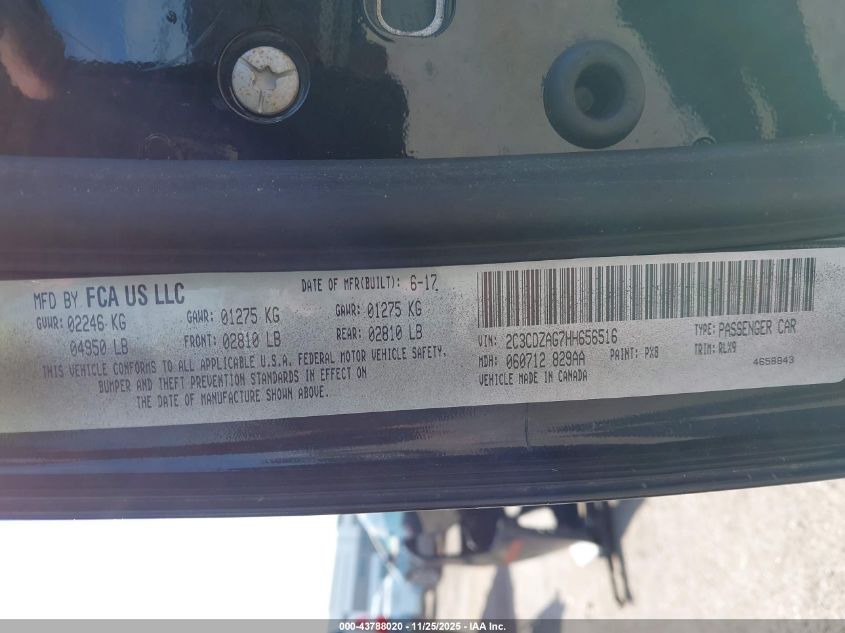 MFD BY FCA US LLC
DATE OF MFR(BUILT): 6-17
GVWR: 02246 KG
04950 LB
GAWR: 01275 KG
FRONT: 02810 LB
GAWR: 01275 KG
REAR: 02810 LB
THIS VEHICLE CONFORMS TO ALL APPLICABLE U.S.A. FEDERAL MOTOR VEHICLE SAFETY,
BUMPER AND THEFT PREVENTION STANDARDS IN EFFECT ON
THE DATE OF MANUFACTURE SHOWN ABOVE.
VIN: 2C3CDZAG7HH656516
MDH: 060712 829AA
VEHICLE MADE IN CANADA
PAINT: PX8
TYPE: PASSENGER CAR
TRIM: RLX9
4658943
000-43788020 - 11/25/2025 - IAA Inc.